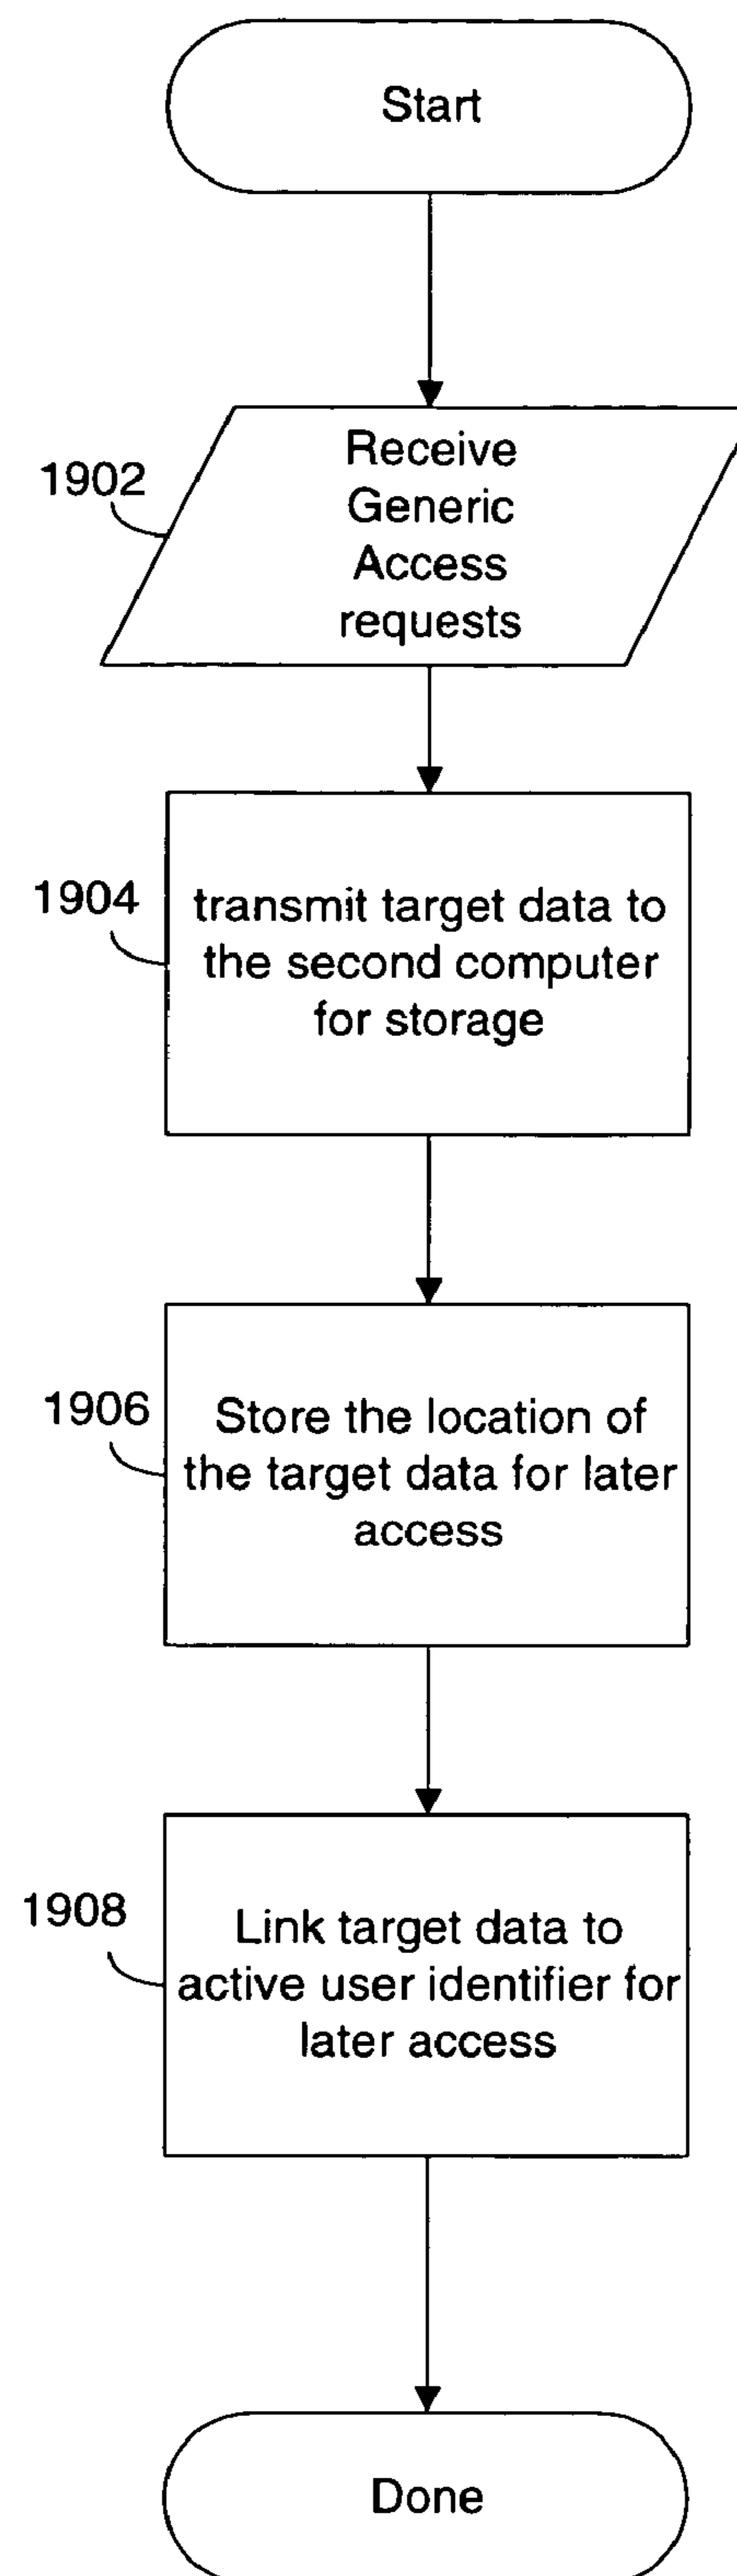 Start
1902
Receive
Generic
Access
requests
1904
transmit target data to
the second computer
for storage
1906
Store the location of
the target data for later
access
1908
Link target data to
active user identifier for
later access
Done